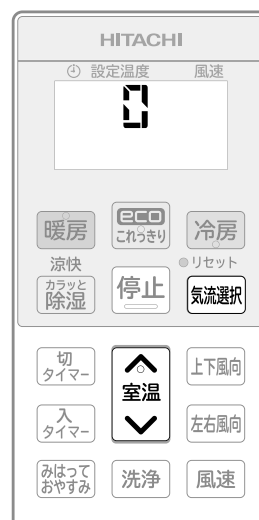 HITACHI
設定温度 風速
0
暖房
eco
これっきり
冷房
涼快
カラッと
除湿
停止
リセット
気流選択
切
タイマー
室温
上下風向
入
タイマー
左右風向
みはって
おやすみ
洗浄
風速